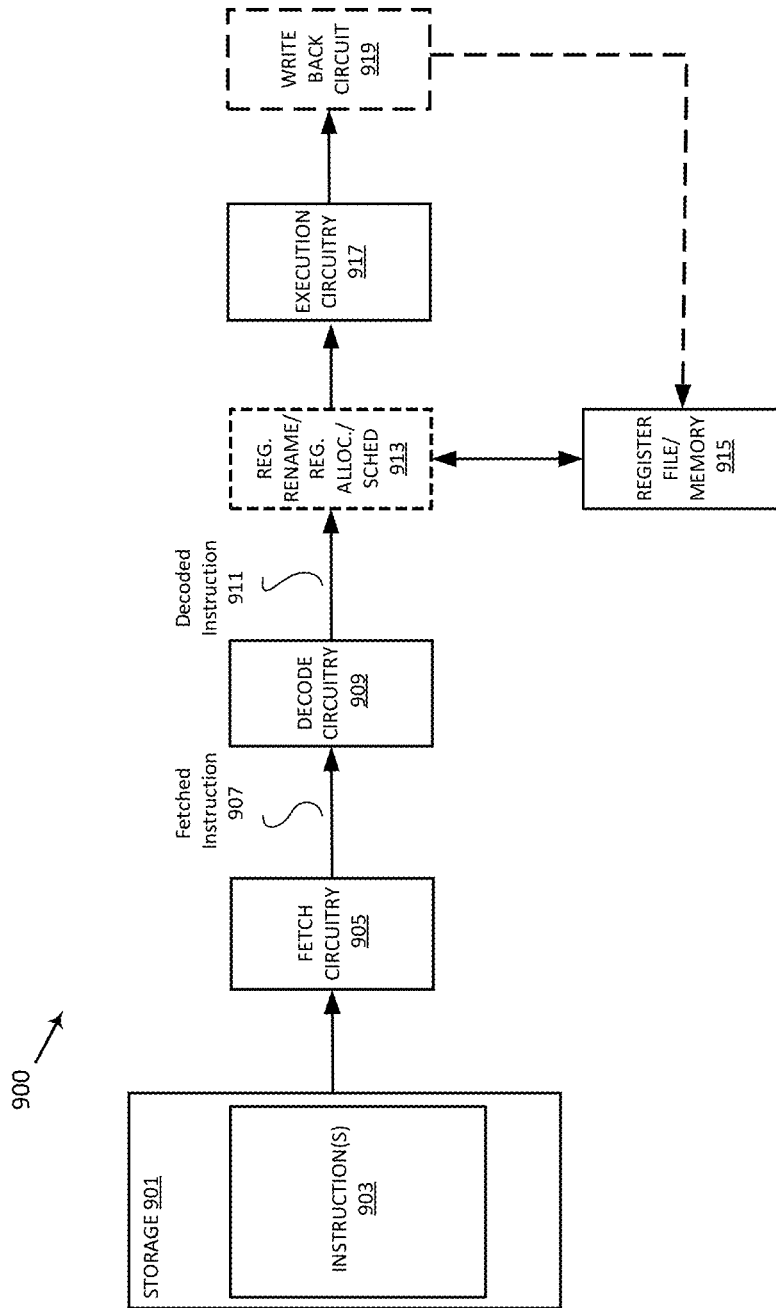 900
STORAGE 901
INSTRUCTION(S)
903
FETCH
CIRCUITRY
905
Fetched
Instruction
907
DECODE
CIRCUITRY
909
Decoded
Instruction
911
REG.
RENAME/
REG.
ALLOC./
SCHED
913
REGISTER
FILE/
MEMORY
915
EXECUTION
CIRCUITRY
917
WRITE
BACK
CIRCUIT
919